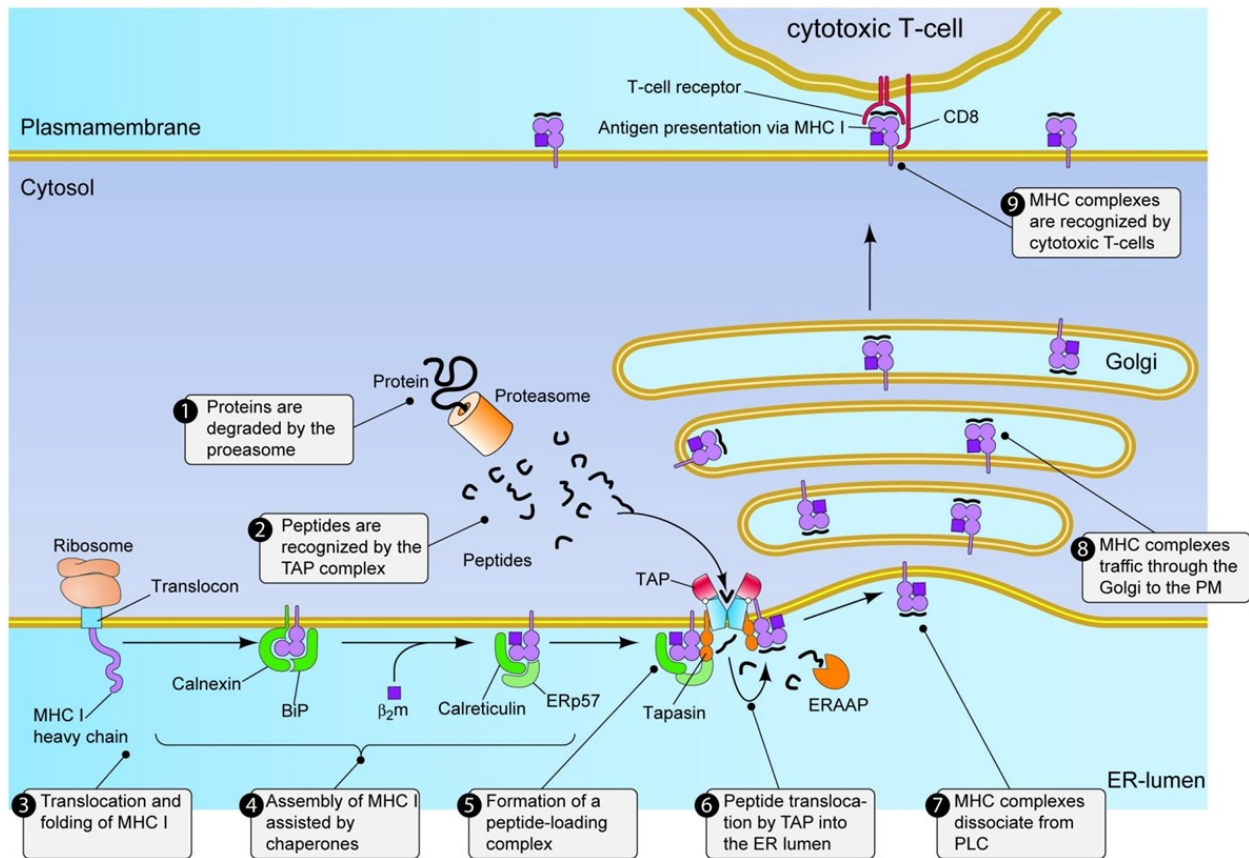 cytotoxic T-cell
T-cell receptor
Plasmamembrane
Antigen presentation via MHC I
CD8
Cytosol
9 MHC complexes
are recognized by
cytotoxic T-cells
Golgi
Protein
Proteasome
1 Proteins are
degraded by the
proeasome
2 Peptides are
recognized by the
TAP complex
Peptides
8 MHC complexes
traffic through the
Golgi to the PM
Ribosome
Translocon
TAP
Calnexin
BiP
β₂m
Calreticulin
ERp57
Tapasin
ERAAP
MHC I
heavy chain
ER-lumen
3 Translocation and
folding of MHC I
4 Assembly of MHC I
assisted by
chaperones
5 Formation of a
peptide-loading
complex
6 Peptide transloca-
tion by TAP into
the ER lumen
7 MHC complexes
dissociate from
PLC